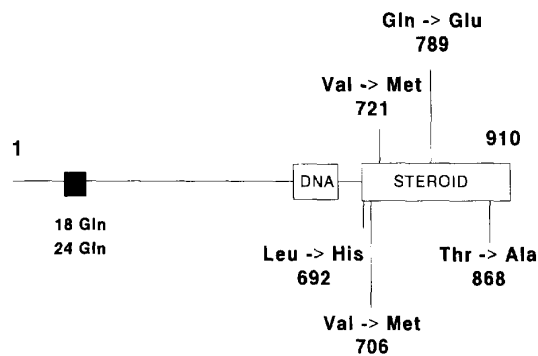 Gln -> Glu
789
Val -> Met
721
1
910
DNA
STEROID
18 Gln
24 Gln
Leu -> His
692
Thr -> Ala
868
Val -> Met
706